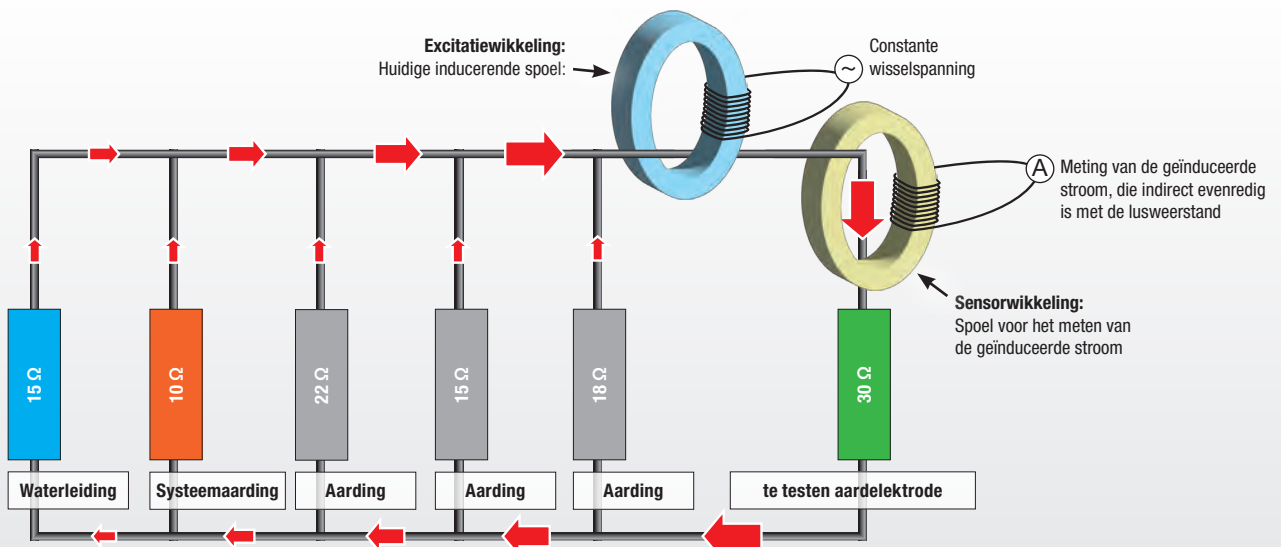 Excitatiewikkeling:
Huidige inducerende spoel:
~
Constante
wisselspanning
A
Meting van de geïnduceerde
stroom, die indirect evenredig
is met de lusweerstand
Sensorwikkeling:
Spoel voor het meten van
de geïnduceerde stroom
15 Ω
10 Ω
22 Ω
15 Ω
18 Ω
30 Ω
Waterleiding
Systeemaarding
Aarding
Aarding
Aarding
te testen aardelektrode